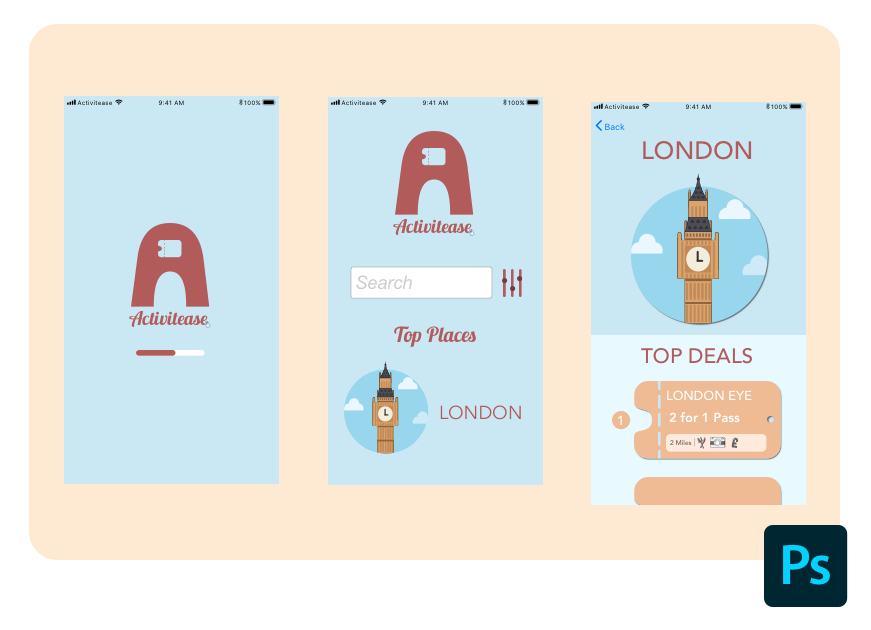 Activitease 9:41 AM 100%
Activitease
Activitease 9:41 AM 100%
Activitease
Search
Top Places
LONDON
Activitease 9:41 AM 100%
Back
LONDON
TOP DEALS
LONDON EYE
2 for 1 Pass
1
2 Miles £
Ps